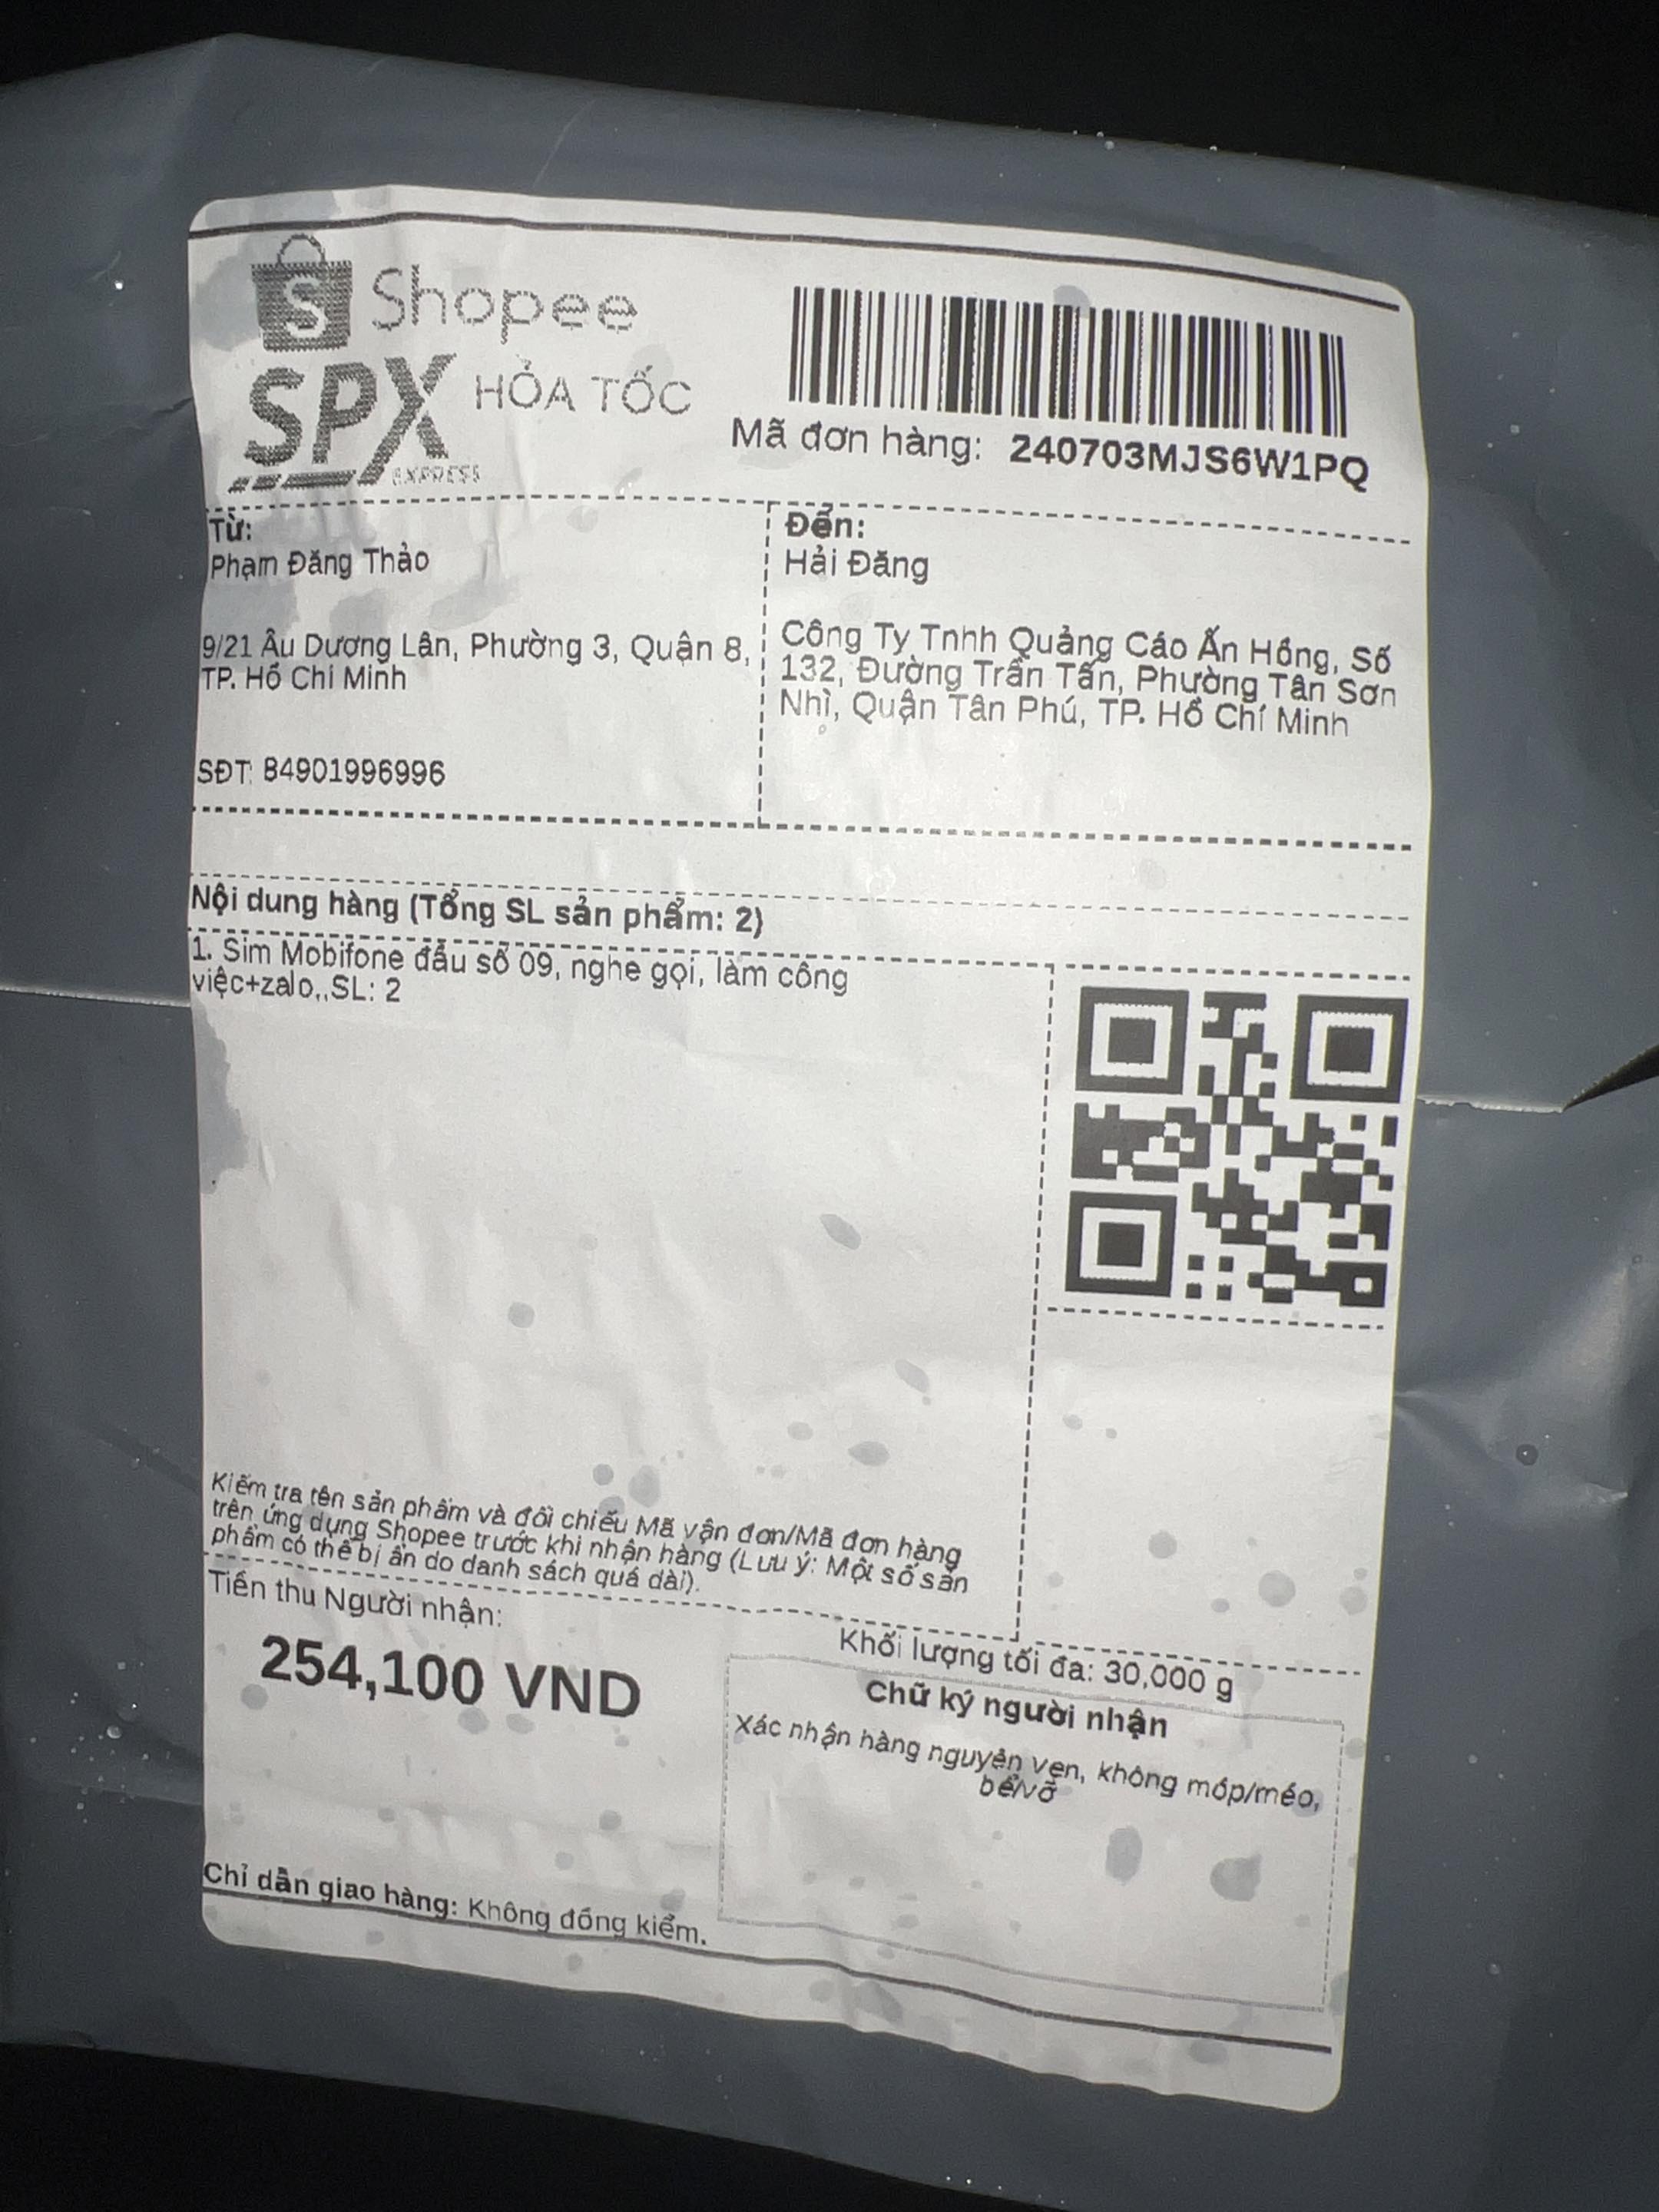 Shopee
SPX HỎA TỐC
EXPRESS
Mã đơn hàng: 240703MJS6W1PQ
Từ:
Phạm Đăng Thảo
9/21 Âu Dương Lân, Phường 3, Quận 8,
TP. Hồ Chí Minh
SĐT: 84901996996
Đến:
Hải Đăng
Công Ty Tnhh Quảng Cáo Ấn Hồng, Số
132, Đường Trần Tấn, Phường Tân Sơn
Nhì, Quận Tân Phú, TP. Hồ Chí Minh
Nội dung hàng (Tổng SL sản phẩm: 2)
1. Sim Mobifone đầu số 09, nghe gọi, làm công
việc+zalo,,SL: 2
Kiểm tra tên sản phẩm và đối chiếu Mã vận đơn/Mã đơn hàng
trên ứng dụng Shopee trước khi nhận hàng (Lưu ý: Một số sản
phẩm có thể bị ẩn do danh sách quá dài).
Tiền thu Người nhận:
254,100 VND
Khối lượng tối đa: 30,000 g
Chữ ký người nhận
Xác nhận hàng nguyên vẹn, không móp/méo,
bể/vỡ
Chỉ dẫn giao hàng: Không đồng kiểm.